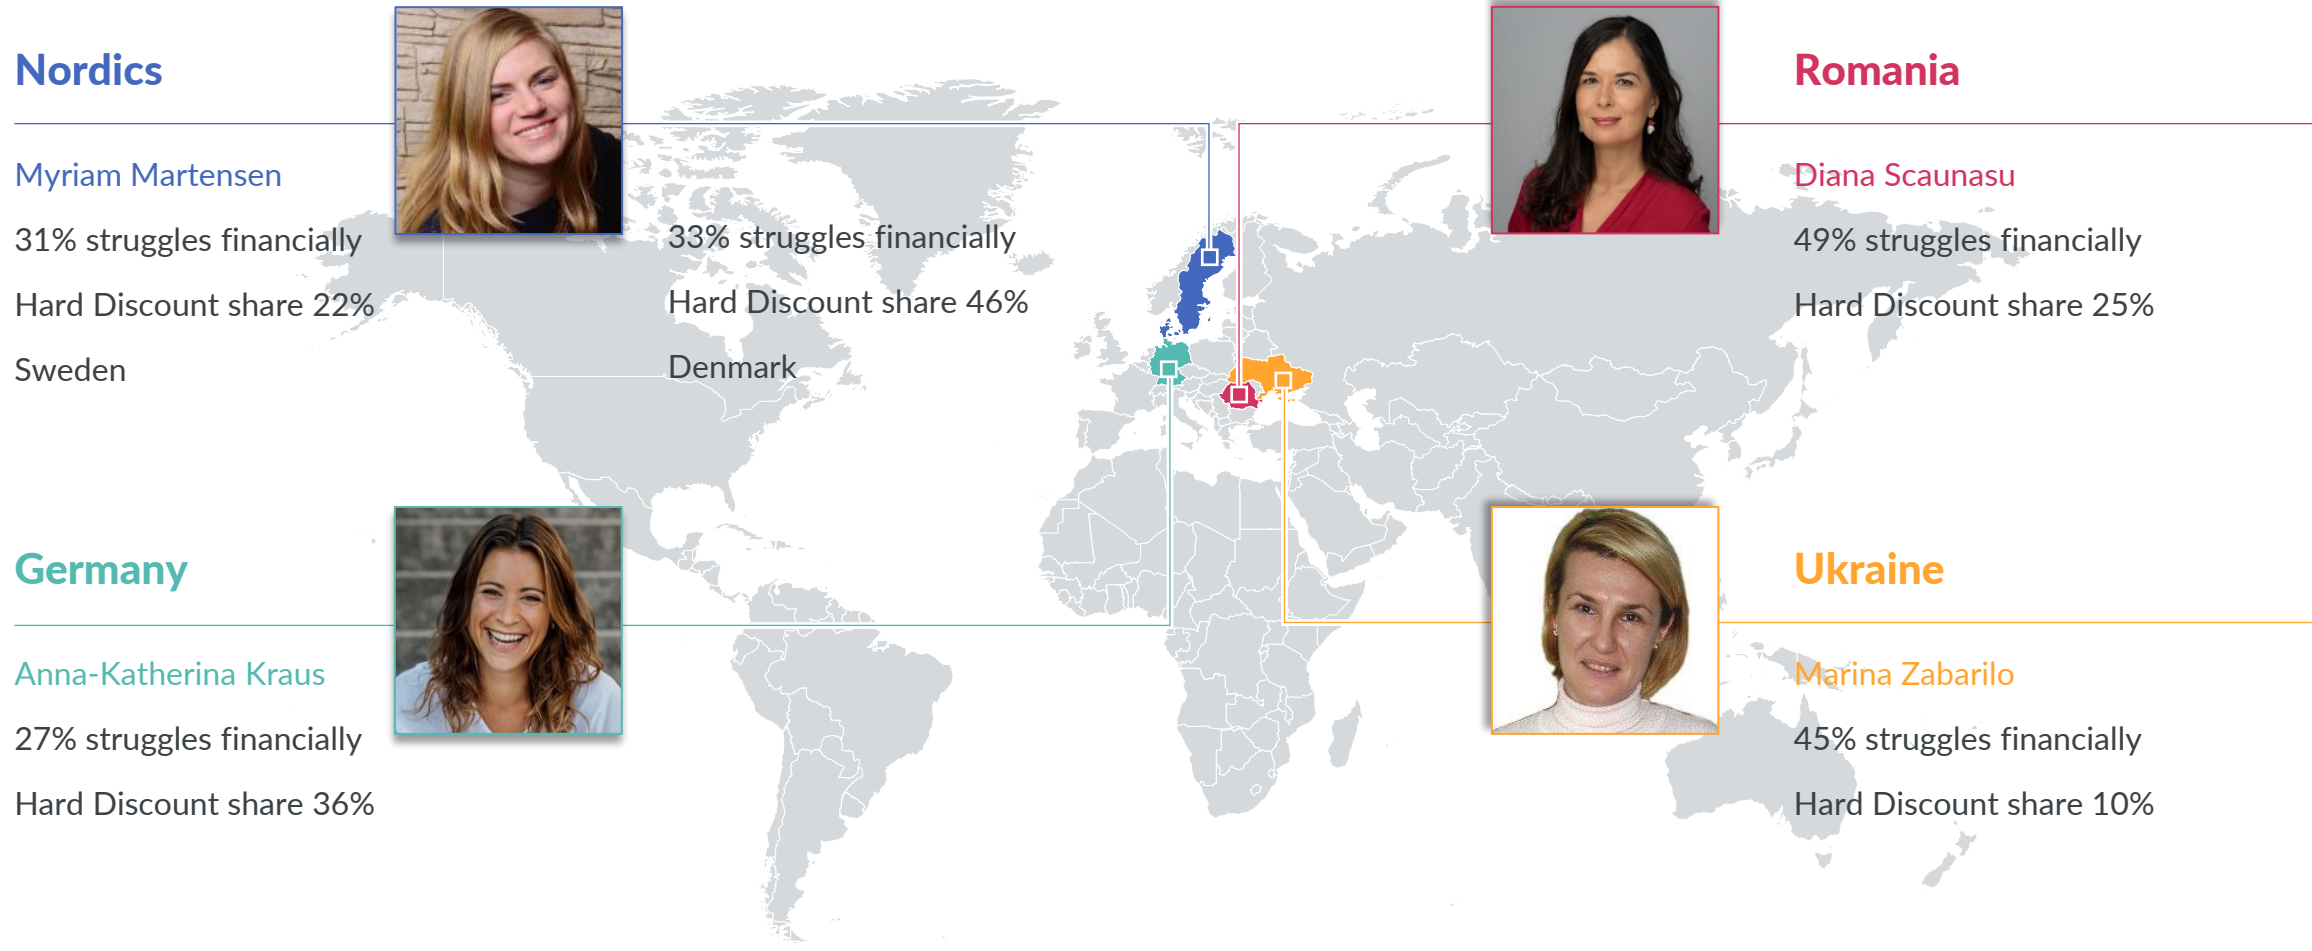 Nordics
Myriam Martensen
31% struggles financially
Hard Discount share 22%
Sweden
33% struggles financially
Hard Discount share 46%
Denmark
Romania
Diana Scaunasu
49% struggles financially
Hard Discount share 25%
Germany
Anna-Katherina Kraus
27% struggles financially
Hard Discount share 36%
Ukraine
Marina Zabarilo
45% struggles financially
Hard Discount share 10%